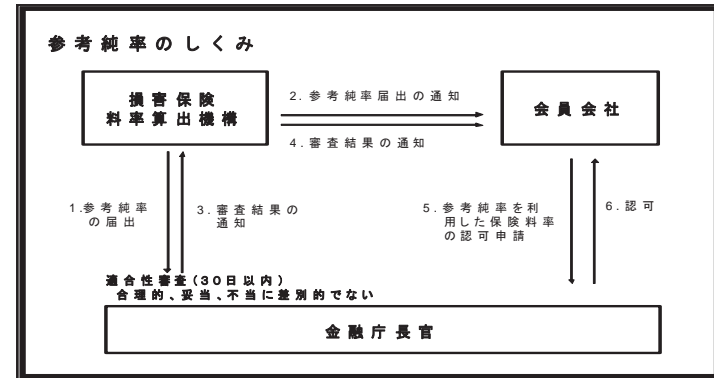 参考純率のしくみ
損害保険
料率算出機構
2.参考純率届出の通知
会員会社
4.審査結果の通知
1.参考純率
の届出
3.審査結果の
通知
5.参考純率を利
用した保険料率
の認可申請
6.認可
適合性審査(30日以内)
合理的、妥当、不当に差別的でない
金融庁長官